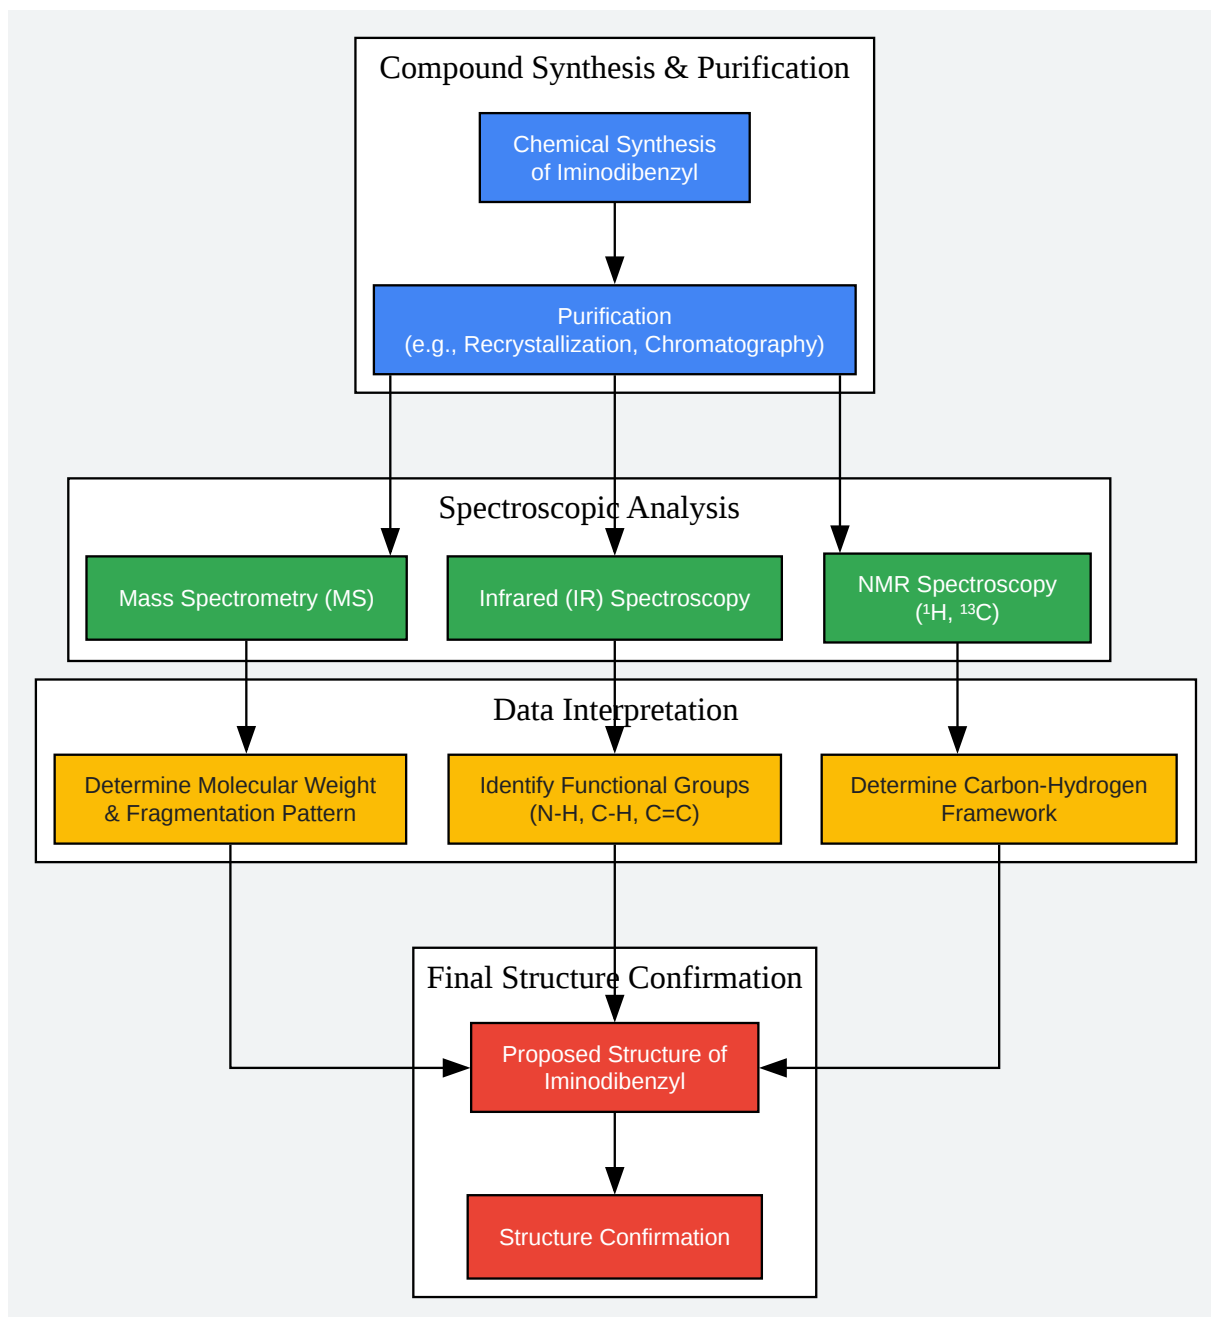 Compound Synthesis & Purification
Chemical Synthesis
of Iminodibenzyl
Purification
(e.g., Recrystallization, Chromatography)
Spectroscopic Analysis
Mass Spectrometry (MS)
Infrared (IR) Spectroscopy
NMR Spectroscopy
(¹H, ¹³C)
Data Interpretation
Determine Molecular Weight
& Fragmentation Pattern
Identify Functional Groups
(N-H, C-H, C=C)
Determine Carbon-Hydrogen
Framework
Final Structure Confirmation
Proposed Structure of
Iminodibenzyl
Structure Confirmation